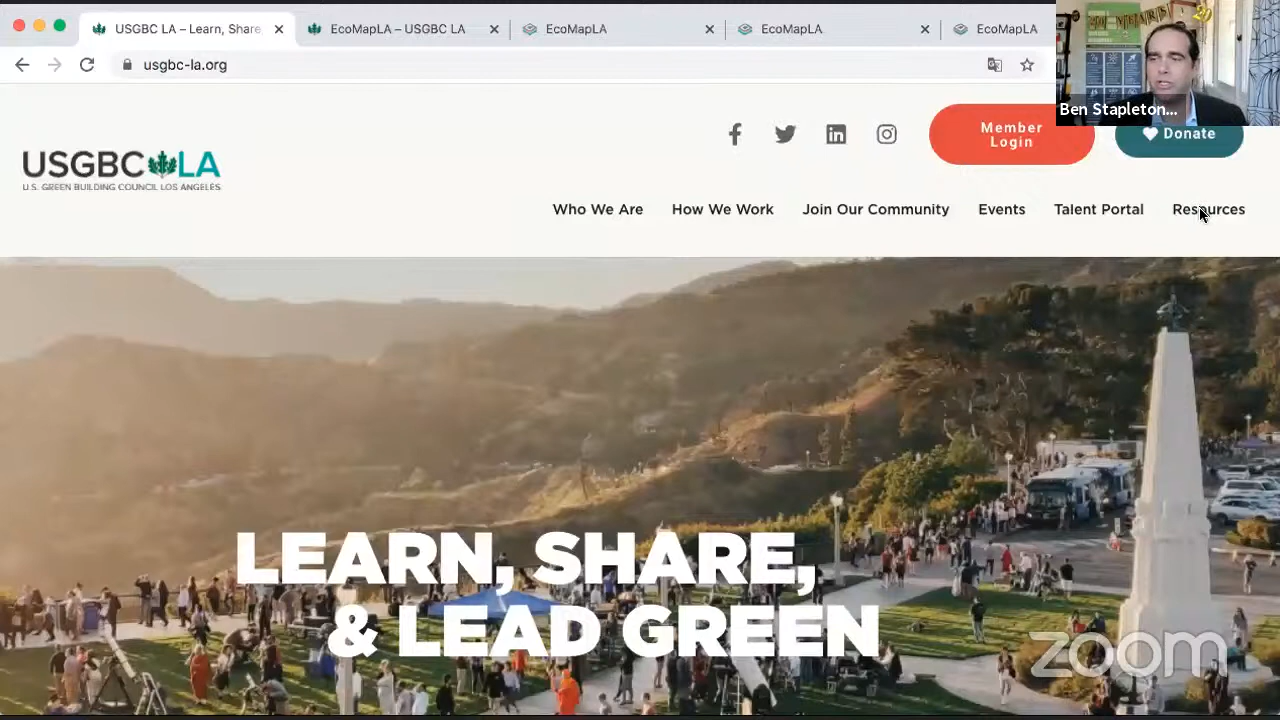 USGBC LA – Learn, Share,
EcoMapLA – USGBC LA
EcoMapLA
EcoMapLA
EcoMapLA
usgbc-la.org
Ben Stapleton...
Member
Login
Donate
USGBC LA
U.S. GREEN BUILDING COUNCIL LOS ANGELES
Who We Are
How We Work
Join Our Community
Events
Talent Portal
Resources
LEARN, SHARE,
& LEAD GREEN
zoom